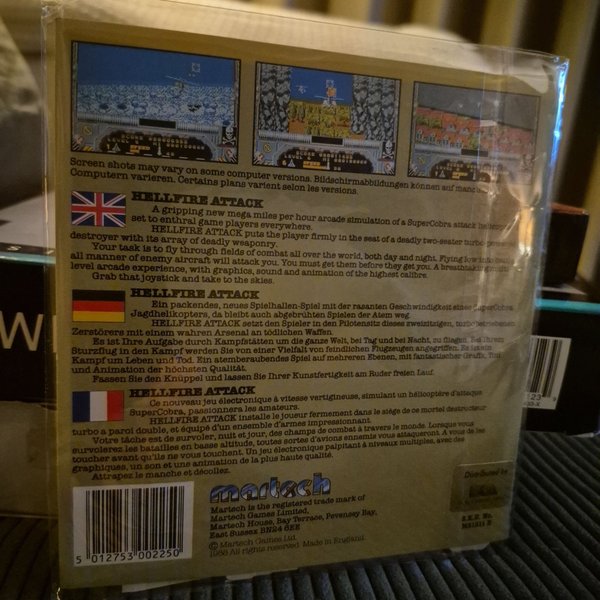 Screen shots may vary on some computer versions. Bildschirmabbildungen können auf
Computern varieren. Certains plans varient selon les versions.
HELLFIRE ATTACK
A gripping new mega miles per hour arcade simulation of a SuperCobra attack
set to enthral game players everywhere.
HELLFIRE ATTACK puts the player firmly in the seat of a deadly two-seater
destroyer with its array of deadly weaponry.
Your task is to fly through fields of combat all over the world, both day and night. Flying low
all manner of enemy aircraft will attack you. You must get them before they get you. A breathtaking
level arcade experience, with graphics, sound and animation of the highest calibre.
Grab that joystick and take to the skies.
HELLFIRE ATTACK
Ein packendes, neues Spielhallen-Spiel mit der rasanten Geschwindigkeit eines SuperCobra
Jagdhelikopters, da bleibt auch abgebrühten Spielern der Atem weg.
HELLFIRE ATTACK setzt den Spieler in den Pilotensitz dieses zweisitzigen, turbobetriebenen
Zerstörers mit einem wahren Arsenal an tödlichen Waffen.
Es ist Ihre Aufgabe durch Kampfstätten um die ganze Welt, bei Tag und bei Nacht, zu fliegen. Bei Ihrem
Sturzflug in den Kampf werden Sie von einer Vielfalt von feindlichen Flugzeugen angegriffen. Es ist ein
Kampf um Leben und Tod. Ein atemberaubendes Spiel auf mehreren Ebenen, mit fantastischer Grafik, Ton
und Animation der höchsten Qualität.
Fassen Sie den Knüppel und lassen Sie Ihrer Kunstfertigkeit am Ruder freien Lauf.
HELLFIRE ATTACK
Ce nouveau jeu électronique à vitesse vertigineuse, simulant un hélicoptère d'attaque
SuperCobra, passionnera les amateurs.
HELLFIRE ATTACK installe le joueur fermement dans le siège de ce mortel destructeur
turbo a paroi double, et équipé d'un ensemble d'armes impressionnant.
Votre tâche est de survoler, nuit et jour, des champs de combat à travers le monde. Lorsque vous
survolerez les batailles en basse altitude, toutes sortes d'avions ennemis vous attaqueront. A vous de les
toucher avant qu'ils ne vous touchent. Un jeu électronique palpitant à niveaux multiples, avec des
graphiques, un son et une animation de la plus haute qualité.
Attrapez le manche et décollez.
martech
Martech is the registered trade mark of
Martech Games Limited,
Martech House, Bay Terrace, Pevensey Bay,
East Sussex BN24 6EE
© Martech Games Ltd.
1988 All rights reserved. Made in England.
5 012753 002250
Distributed by
W